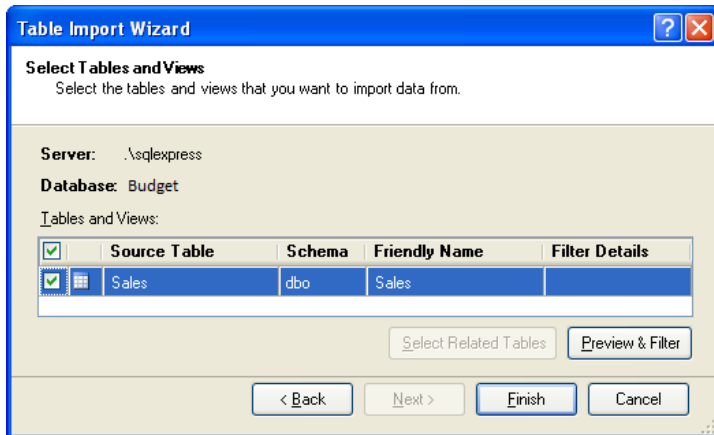 Table Import Wizard
Select Tables and Views
Select the tables and views that you want to import data from.
Server: .\sqlexpress
Database: Budget
Tables and Views:
Source Table Schema Friendly Name Filter Details
Sales dbo Sales
Select Related Tables Preview & Filter
< Back Next > Finish Cancel